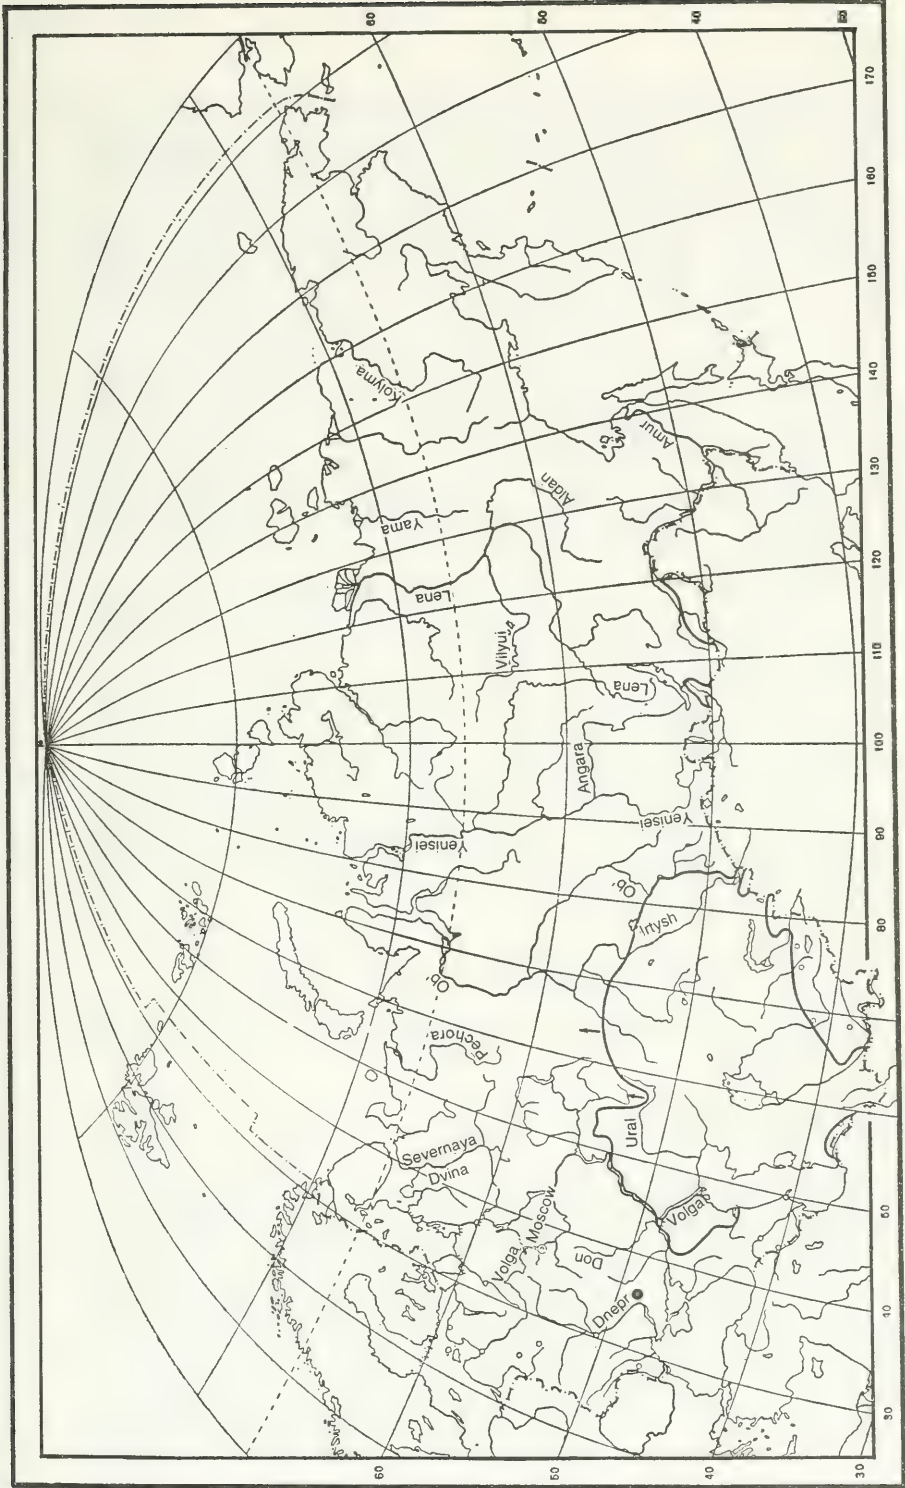 60
50
40
30
60
50
40
30
Kolyma
Yama
Lena
Aldan
Amur
Vilyui
Lena
Angara
Yenisei
Yenisei
Ob
Ob
Irtysh
Pechora
Severnaya
Dvina
Ural
Volga
Moscow
Volga
Don
Dnepr
30
40
50
80
90
100
110
120
130
140
150
160
170